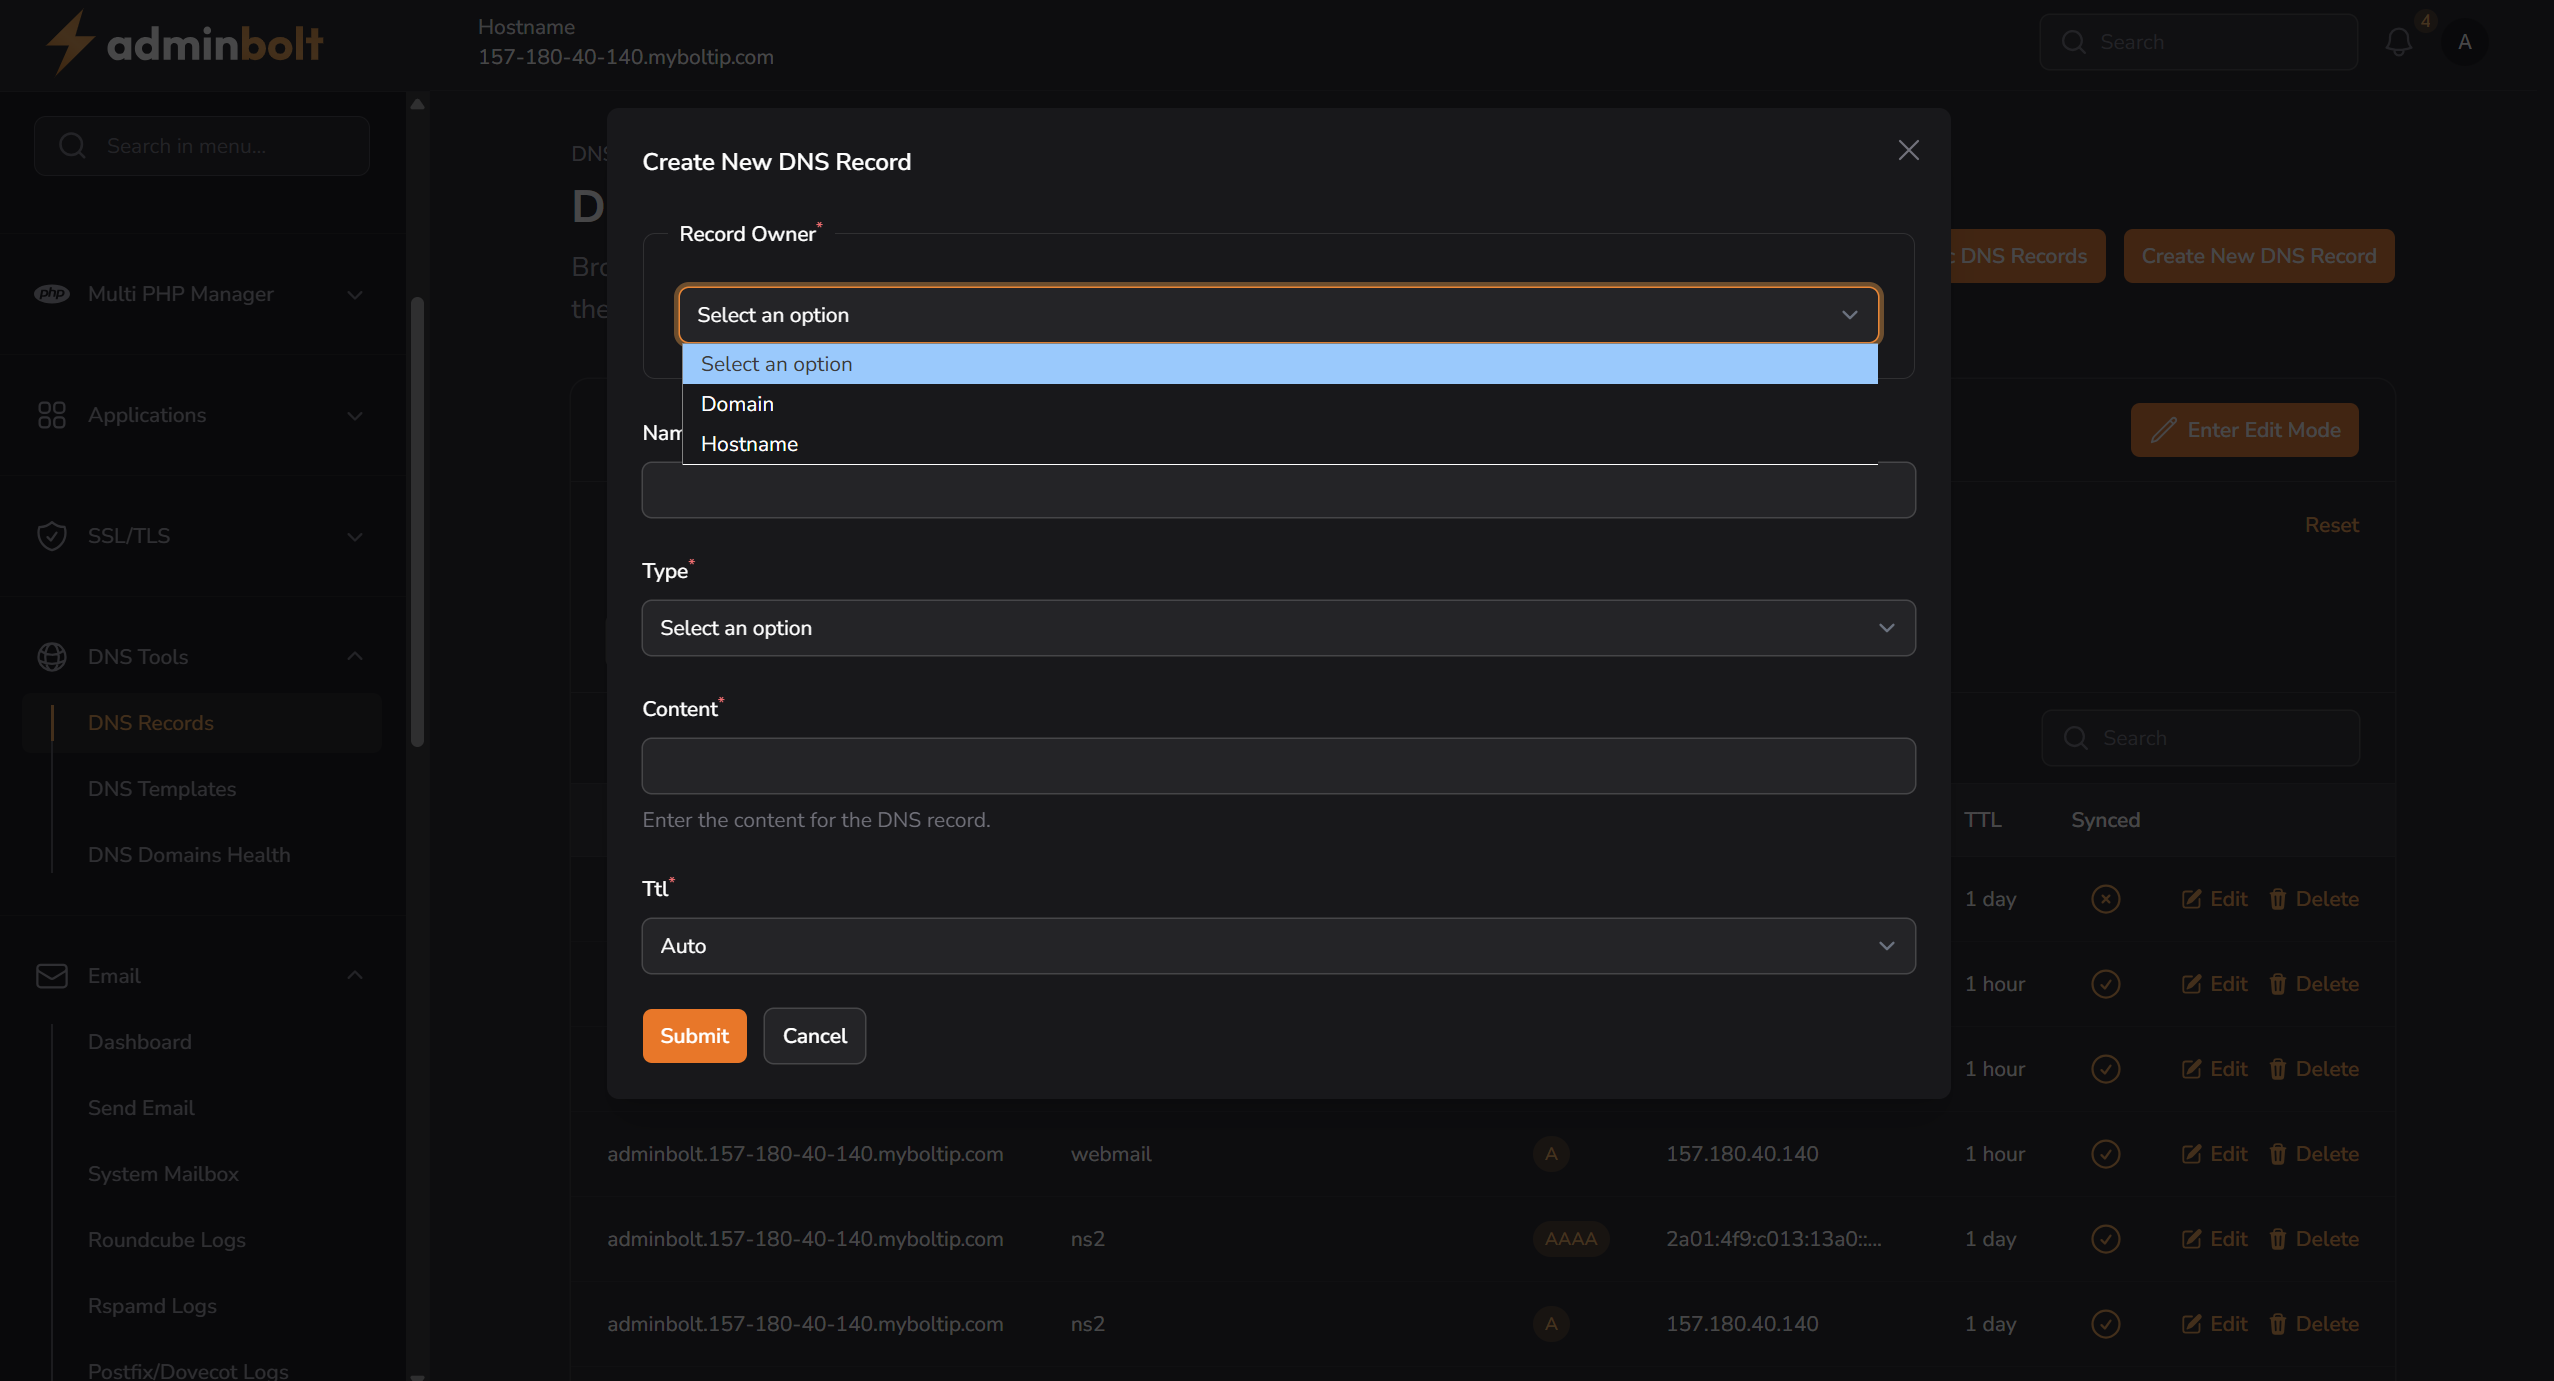 adminbolt
Hostname
157-180-40-140.myboltip.com
Search
4
A
Search in menu...
php
Multi PHP Manager
Applications
SSL/TLS
DNS Tools
DNS Records
DNS Templates
DNS Domains Health
Email
Dashboard
Send Email
System Mailbox
Roundcube Logs
Rspamd Logs
Postfix/Dovecot Logs
DNS
D
Bro
the
DNS Records
Create New DNS Record
Enter Edit Mode
Reset
Search
Create New DNS Record
Record Owner*
Select an option
Select an option
Domain
Hostname
Nam
Type*
Select an option
Content*
Enter the content for the DNS record.
Ttl*
Auto
Submit
Cancel
TTL Synced
1 day Edit Delete
1 hour Edit Delete
1 hour Edit Delete
adminbolt.157-180-40-140.myboltip.com webmail A 157.180.40.140 1 hour Edit Delete
adminbolt.157-180-40-140.myboltip.com ns2 AAAA 2a01:4f9:c013:13a0::... 1 day Edit Delete
adminbolt.157-180-40-140.myboltip.com ns2 A 157.180.40.140 1 day Edit Delete